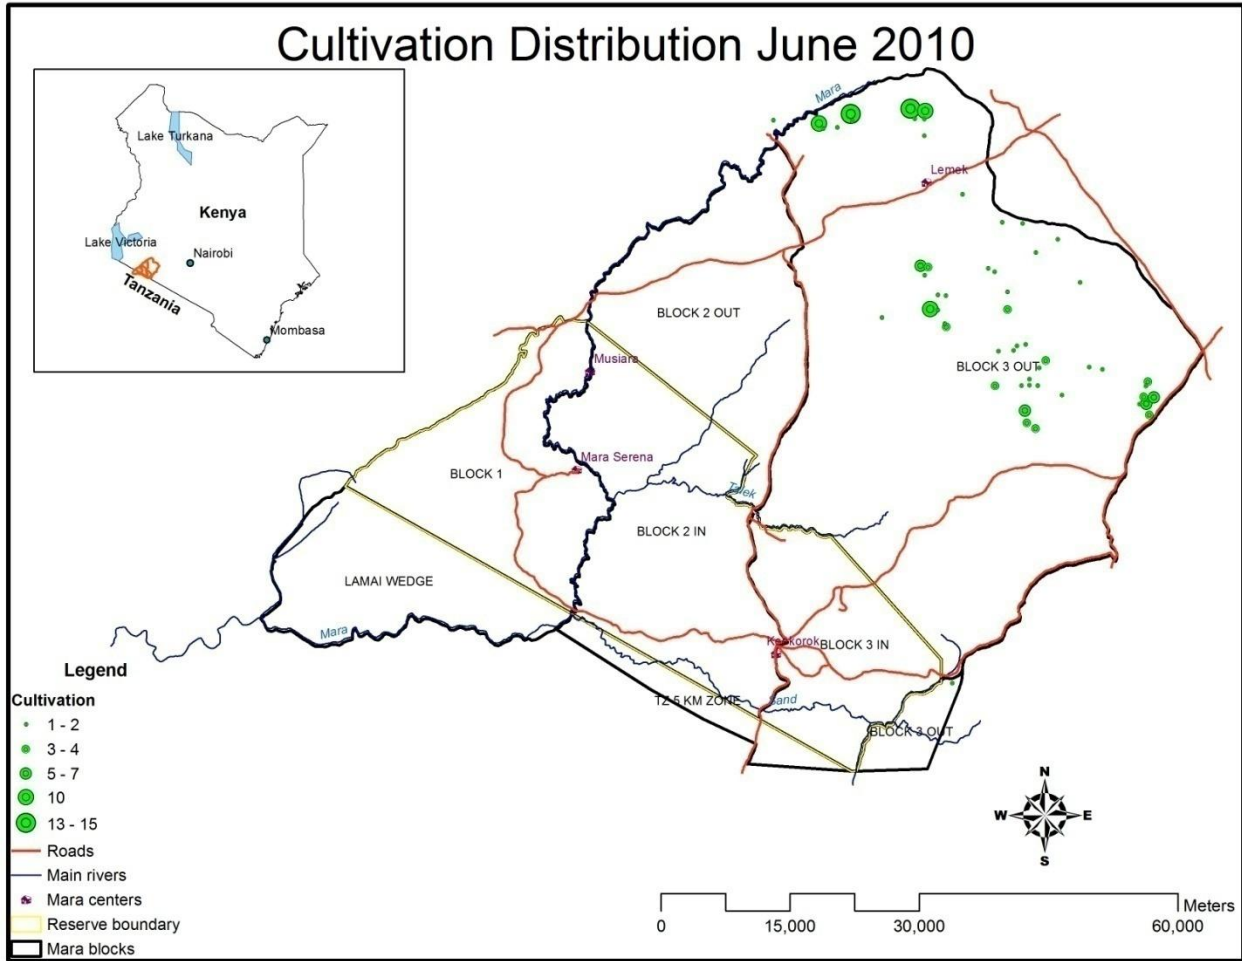 Cultivation Distribution June 2010
Lake Turkana
Kenya
Lake Victoria
Nairobi
Tanzania
Mombasa
Mara
Lemek
BLOCK 2 OUT
Musiara
BLOCK 3 OUT
Mara Serena
BLOCK 1
Talek
BLOCK 2 IN
LAMAI WEDGE
Mara
Keekorok
BLOCK 3 IN
TZ 5 KM ZONE
Sand
BLOCK 3 OUT
Legend
Cultivation
1 - 2
3 - 4
5 - 7
10
13 - 15
Roads
Main rivers
Mara centers
Reserve boundary
Mara blocks
N
W E
S
Meters
0 15,000 30,000 60,000